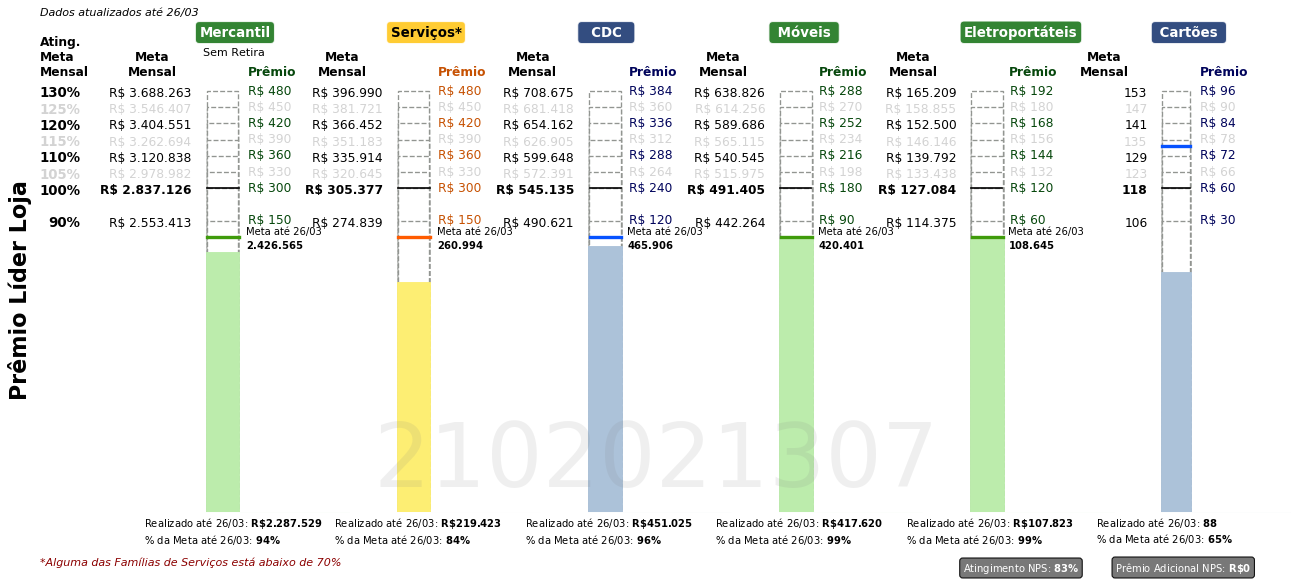 Dados atualizados até 26/03
Mercantil Serviços* CDC Móveis Eletroportáteis Cartões
Sem Retira
Ating. Meta Mensal
Meta Mensal Prêmio Meta Mensal Prêmio Meta Mensal Prêmio Meta Mensal Prêmio Meta Mensal Prêmio Meta Mensal Prêmio
130% R$ 3.688.263 R$ 480 R$ 396.990 R$ 480 R$ 708.675 R$ 384 R$ 638.826 R$ 288 R$ 165.209 R$ 192 153 R$ 96
125% R$ 3.546.407 R$ 450 R$ 381.721 R$ 450 R$ 681.418 R$ 360 R$ 614.256 R$ 270 R$ 158.855 R$ 180 147 R$ 90
120% R$ 3.404.551 R$ 420 R$ 366.452 R$ 420 R$ 654.162 R$ 336 R$ 589.686 R$ 252 R$ 152.500 R$ 168 141 R$ 84
115% R$ 3.262.694 R$ 390 R$ 351.183 R$ 390 R$ 626.905 R$ 312 R$ 565.115 R$ 234 R$ 146.146 R$ 156 135 R$ 78
110% R$ 3.120.838 R$ 360 R$ 335.914 R$ 360 R$ 599.648 R$ 288 R$ 540.545 R$ 216 R$ 139.792 R$ 144 129 R$ 72
105% R$ 2.978.982 R$ 330 R$ 320.645 R$ 330 R$ 572.391 R$ 264 R$ 515.975 R$ 198 R$ 133.438 R$ 132 123 R$ 66
100% R$ 2.837.126 R$ 300 R$ 305.377 R$ 300 R$ 545.135 R$ 240 R$ 491.405 R$ 180 R$ 127.084 R$ 120 118 R$ 60
90% R$ 2.553.413 R$ 150 R$ 274.839 R$ 150 R$ 490.621 R$ 120 R$ 442.264 R$ 90 R$ 114.375 R$ 60 106 R$ 30
Meta até 26/03 Meta até 26/03 Meta até 26/03 Meta até 26/03 Meta até 26/03
2.426.565 260.994 465.906 420.401 108.645
Prêmio Líder Loja
2102021307
Realizado até 26/03: R$2.287.529 Realizado até 26/03: R$219.423 Realizado até 26/03: R$451.025 Realizado até 26/03: R$417.620 Realizado até 26/03: R$107.823 Realizado até 26/03: 88
% da Meta até 26/03: 94% % da Meta até 26/03: 84% % da Meta até 26/03: 96% % da Meta até 26/03: 99% % da Meta até 26/03: 99% % da Meta até 26/03: 65%
*Alguma das Famílias de Serviços está abaixo de 70%
Atingimento NPS: 83% Prêmio Adicional NPS: R$0